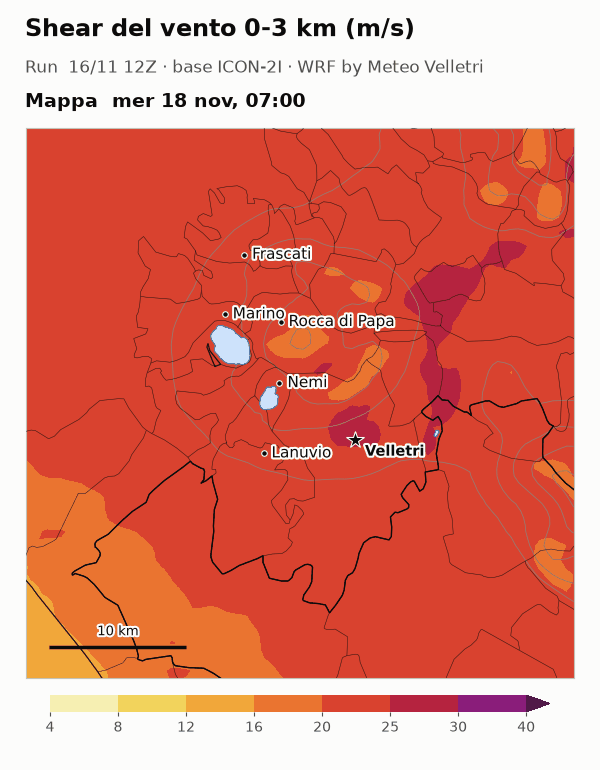 Shear del vento 0-3 km (m/s)
Run  16/11 12Z · base ICON-2I · WRF by Meteo Velletri
Mappa  mer 18 nov, 07:00
Frascati
Marino
Rocca di Papa
Nemi
Velletri
Lanuvio
10 km
4 8 12 16 20 25 30 40